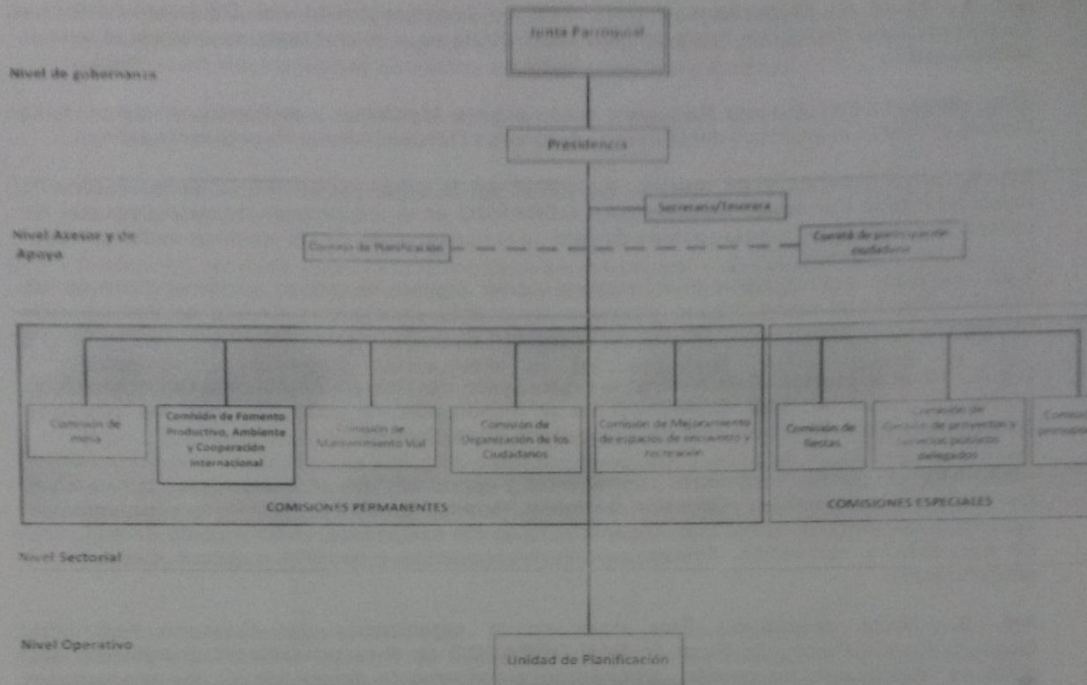 Junta Parroquial
Nivel de gobernanza
Presidencia
Secretaria/Tesorera
Nivel Asesor y de
Apoyo
Consejo de Planificación
Comité de participación
ciudadana
Comisión de
mesa
Comisión de Fomento
Productivo, Ambiente
y Cooperación
Internacional
Comisión de
Mantenimiento Vial
Comisión de
Organización de los
Ciudadanos
Comisión de Mejoramiento
de espacios de encuentro y
recreación
Comisión de
fiestas
Comisión de
Gestión de proyectos y
servicios públicos
delegados
COMISIONES PERMANENTES
COMISIONES ESPECIALES
Nivel Sectorial
Nivel Operativo
Unidad de Planificación